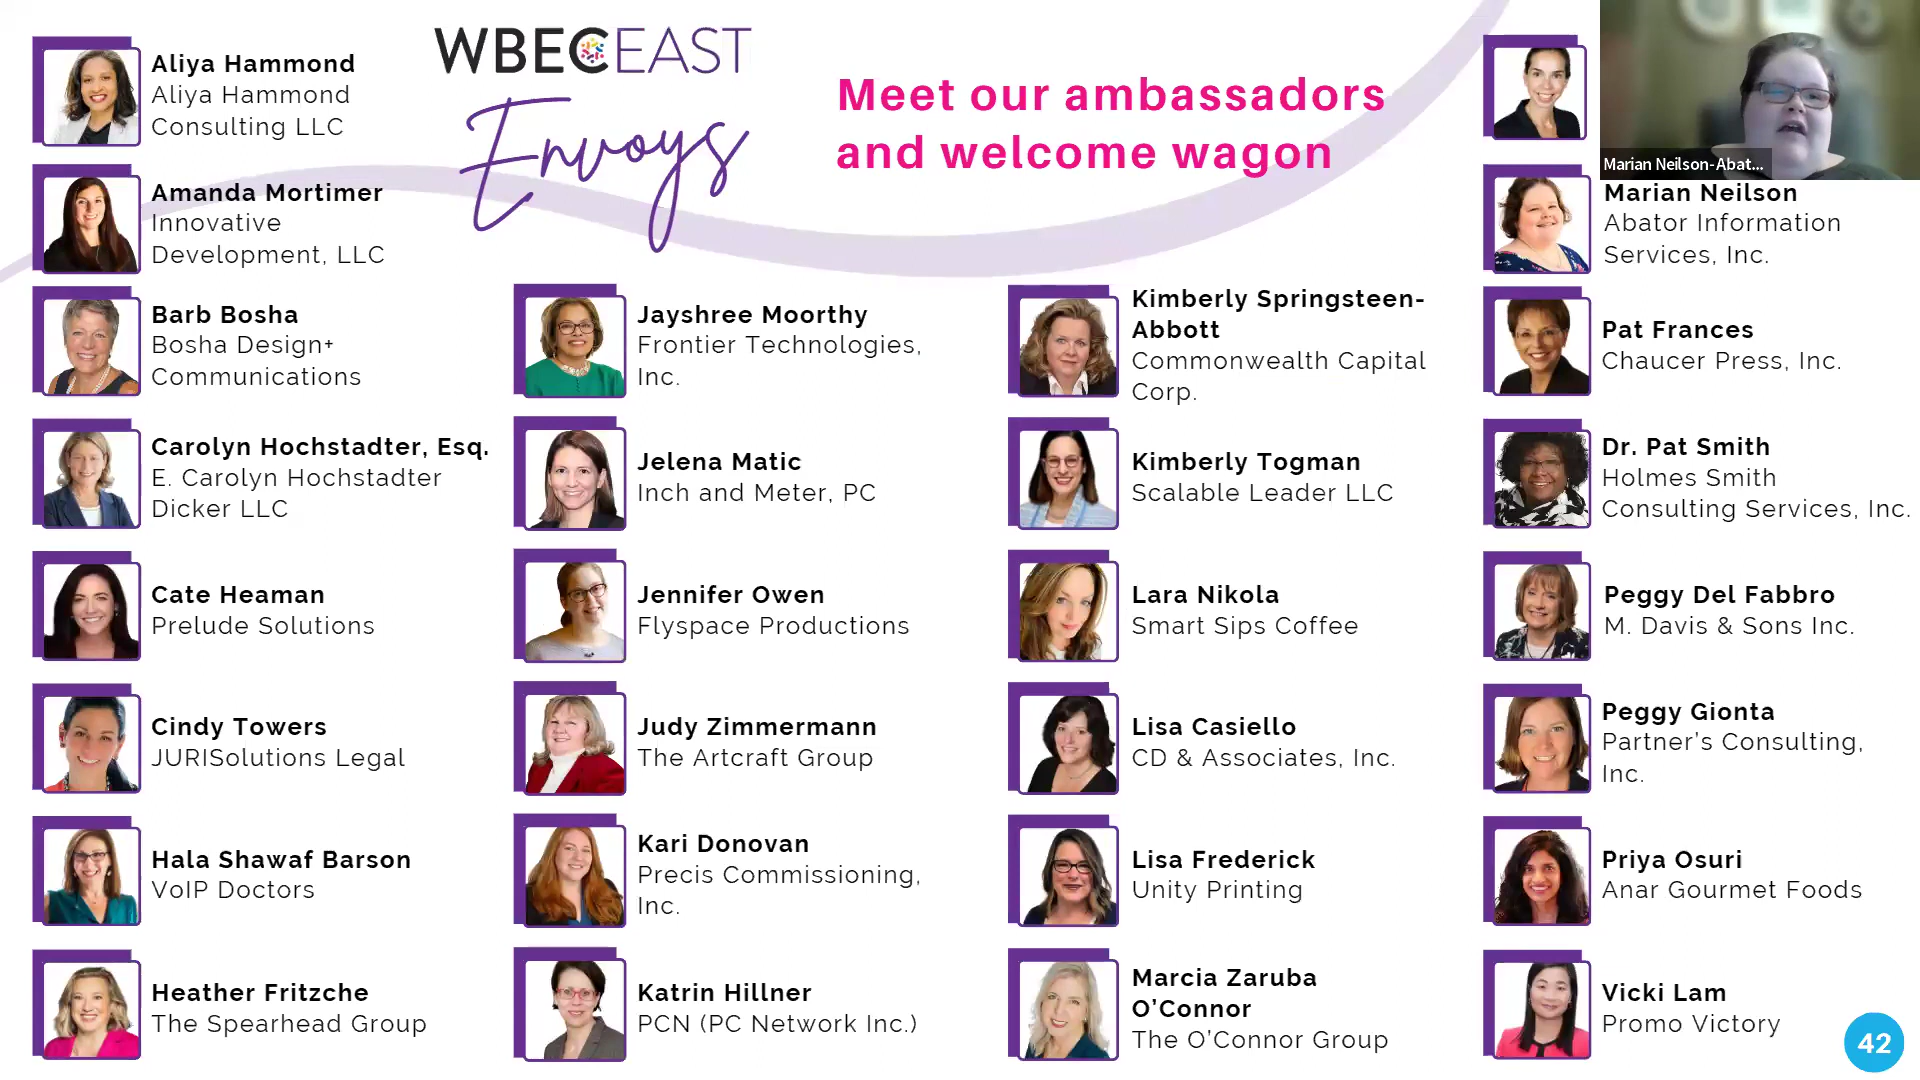 WBECEAST
Envoys
Meet our ambassadors
and welcome wagon
Aliya Hammond
Aliya Hammond
Consulting LLC
Amanda Mortimer
Innovative
Development, LLC
Barb Bosha
Bosha Design+
Communications
Carolyn Hochstadter, Esq.
E. Carolyn Hochstadter
Dicker LLC
Cate Heaman
Prelude Solutions
Cindy Towers
JURISolutions Legal
Hala Shawaf Barson
VoIP Doctors
Heather Fritzche
The Spearhead Group
Jayshree Moorthy
Frontier Technologies,
Inc.
Jelena Matic
Inch and Meter, PC
Jennifer Owen
Flyspace Productions
Judy Zimmermann
The Artcraft Group
Kari Donovan
Precis Commissioning,
Inc.
Katrin Hillner
PCN (PC Network Inc.)
Kimberly Springsteen-
Abbott
Commonwealth Capital
Corp.
Kimberly Togman
Scalable Leader LLC
Lara Nikola
Smart Sips Coffee
Lisa Casiello
CD & Associates, Inc.
Lisa Frederick
Unity Printing
Marcia Zaruba
O’Connor
The O’Connor Group
Marian Neilson-Abat...
Marian Neilson
Abator Information
Services, Inc.
Pat Frances
Chaucer Press, Inc.
Dr. Pat Smith
Holmes Smith
Consulting Services, Inc.
Peggy Del Fabbro
M. Davis & Sons Inc.
Peggy Gionta
Partner’s Consulting,
Inc.
Priya Osuri
Anar Gourmet Foods
Vicki Lam
Promo Victory
42